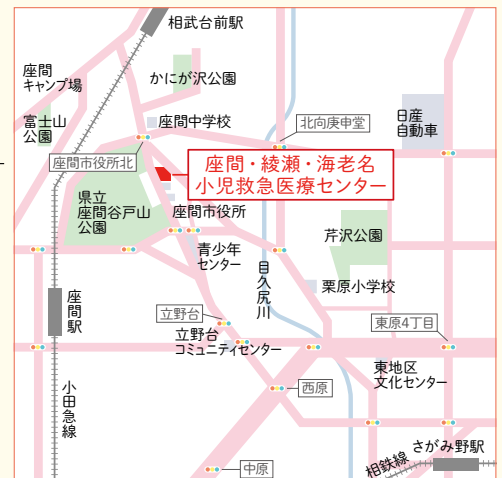 相武台前駅
座間
キャンプ場
かにが沢公園
富士山
公園
座間中学校
北向庚申堂
日産
自動車
座間市役所北
座間・綾瀬・海老名
小児救急医療センター
県立
座間谷戸山
公園
座間市役所
青少年
センター
芹沢公園
目久尻川
栗原小学校
座間駅
立野台
東原4丁目
立野台
コミュニティセンター
東地区
文化センター
西原
小田急線
中原
相鉄線
さがみ野駅